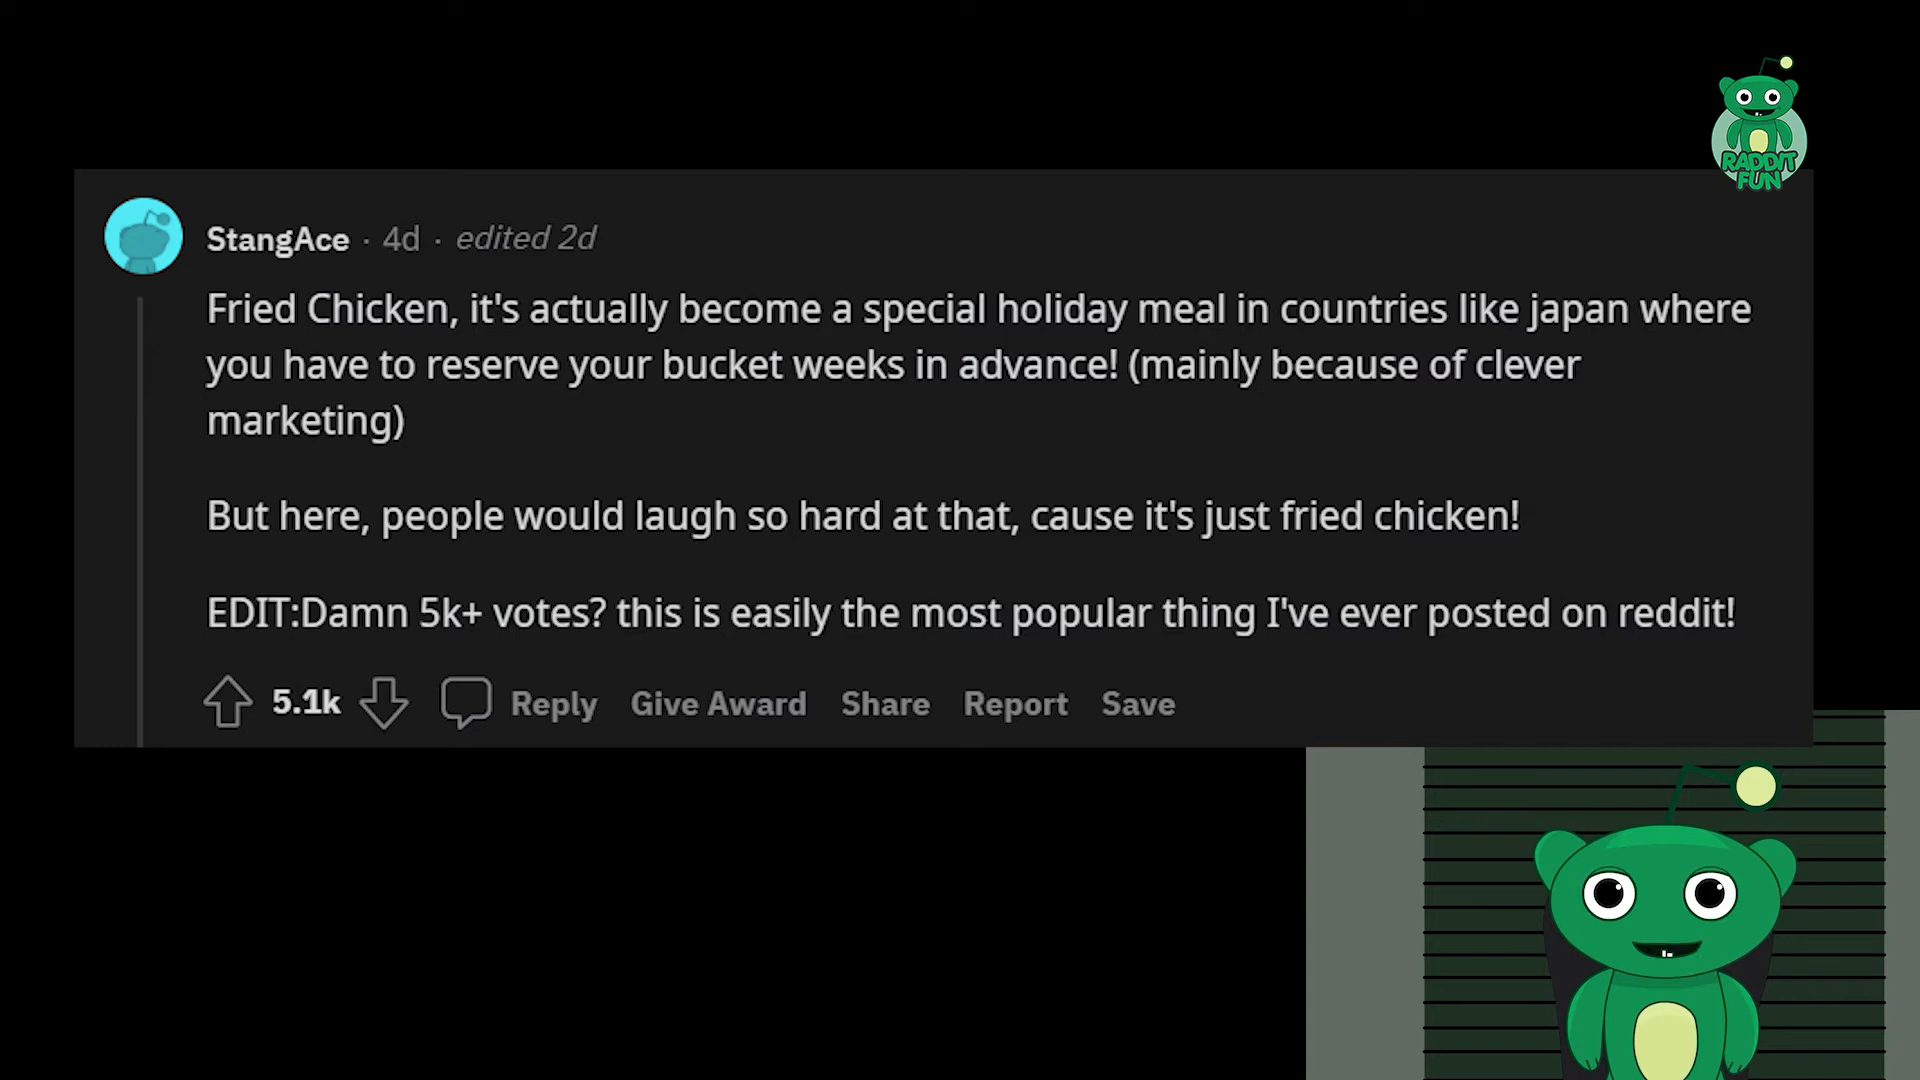 RADDIT
FUN
StangAce · 4d · edited 2d
Fried Chicken, it's actually become a special holiday meal in countries like japan where
you have to reserve your bucket weeks in advance! (mainly because of clever
marketing)
But here, people would laugh so hard at that, cause it's just fried chicken!
EDIT:Damn 5k+ votes? this is easily the most popular thing I've ever posted on reddit!
5.1k Reply Give Award Share Report Save